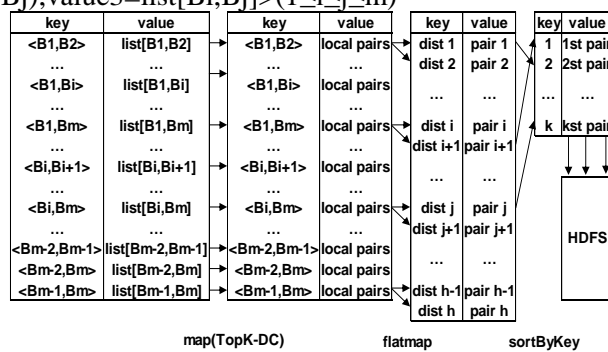 Bj),value3=list[Bi,Bj]>(1≤i≤j≤m)
key value key value key value key value
<B1,B2> list[B1,B2] <B1,B2> local pairs dist 1 pair 1 1 1st pair
... ... ... ... dist 2 pair 2 2 2st pair
<B1,Bi> list[B1,Bi] <B1,Bi> local pairs ... ... ... ...
... ... ... ...
<B1,Bm> list[B1,Bm] <B1,Bm> local pairs dist i pair i k kst pair
... ... ... ... dist i+1 pair i+1
<Bi,Bi+1> list[Bi,Bi+1] <Bi,Bi+1> local pairs ... ...
... ... ... ...
<Bi,Bm> list[Bi,Bm] <Bi,Bm> local pairs dist j pair j
... ... ... ... dist j+1 pair j+1 HDFS
<Bm-2,Bm-1> list[Bm-2,Bm-1] <Bm-2,Bm-1> local pairs
<Bm-2,Bm> list[Bm-2,Bm] <Bm-2,Bm> local pairs ... ...
<Bm-1,Bm> list[Bm-1,Bm] <Bm-1,Bm> local pairs dist h-1 pair h-1
dist h pair h
map(TopK-DC) flatmap sortByKey